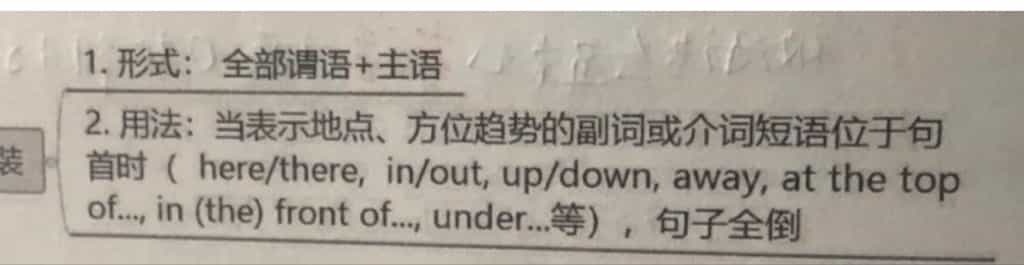 1. 形式： 全部谓语+主语
2. 用法：当表示地点、方位趋势的副词或介词短语位于句
装
首时（ here/there, in/out, up/down, away, at the top
of..., in (the) front of..., under...等），句子全倒